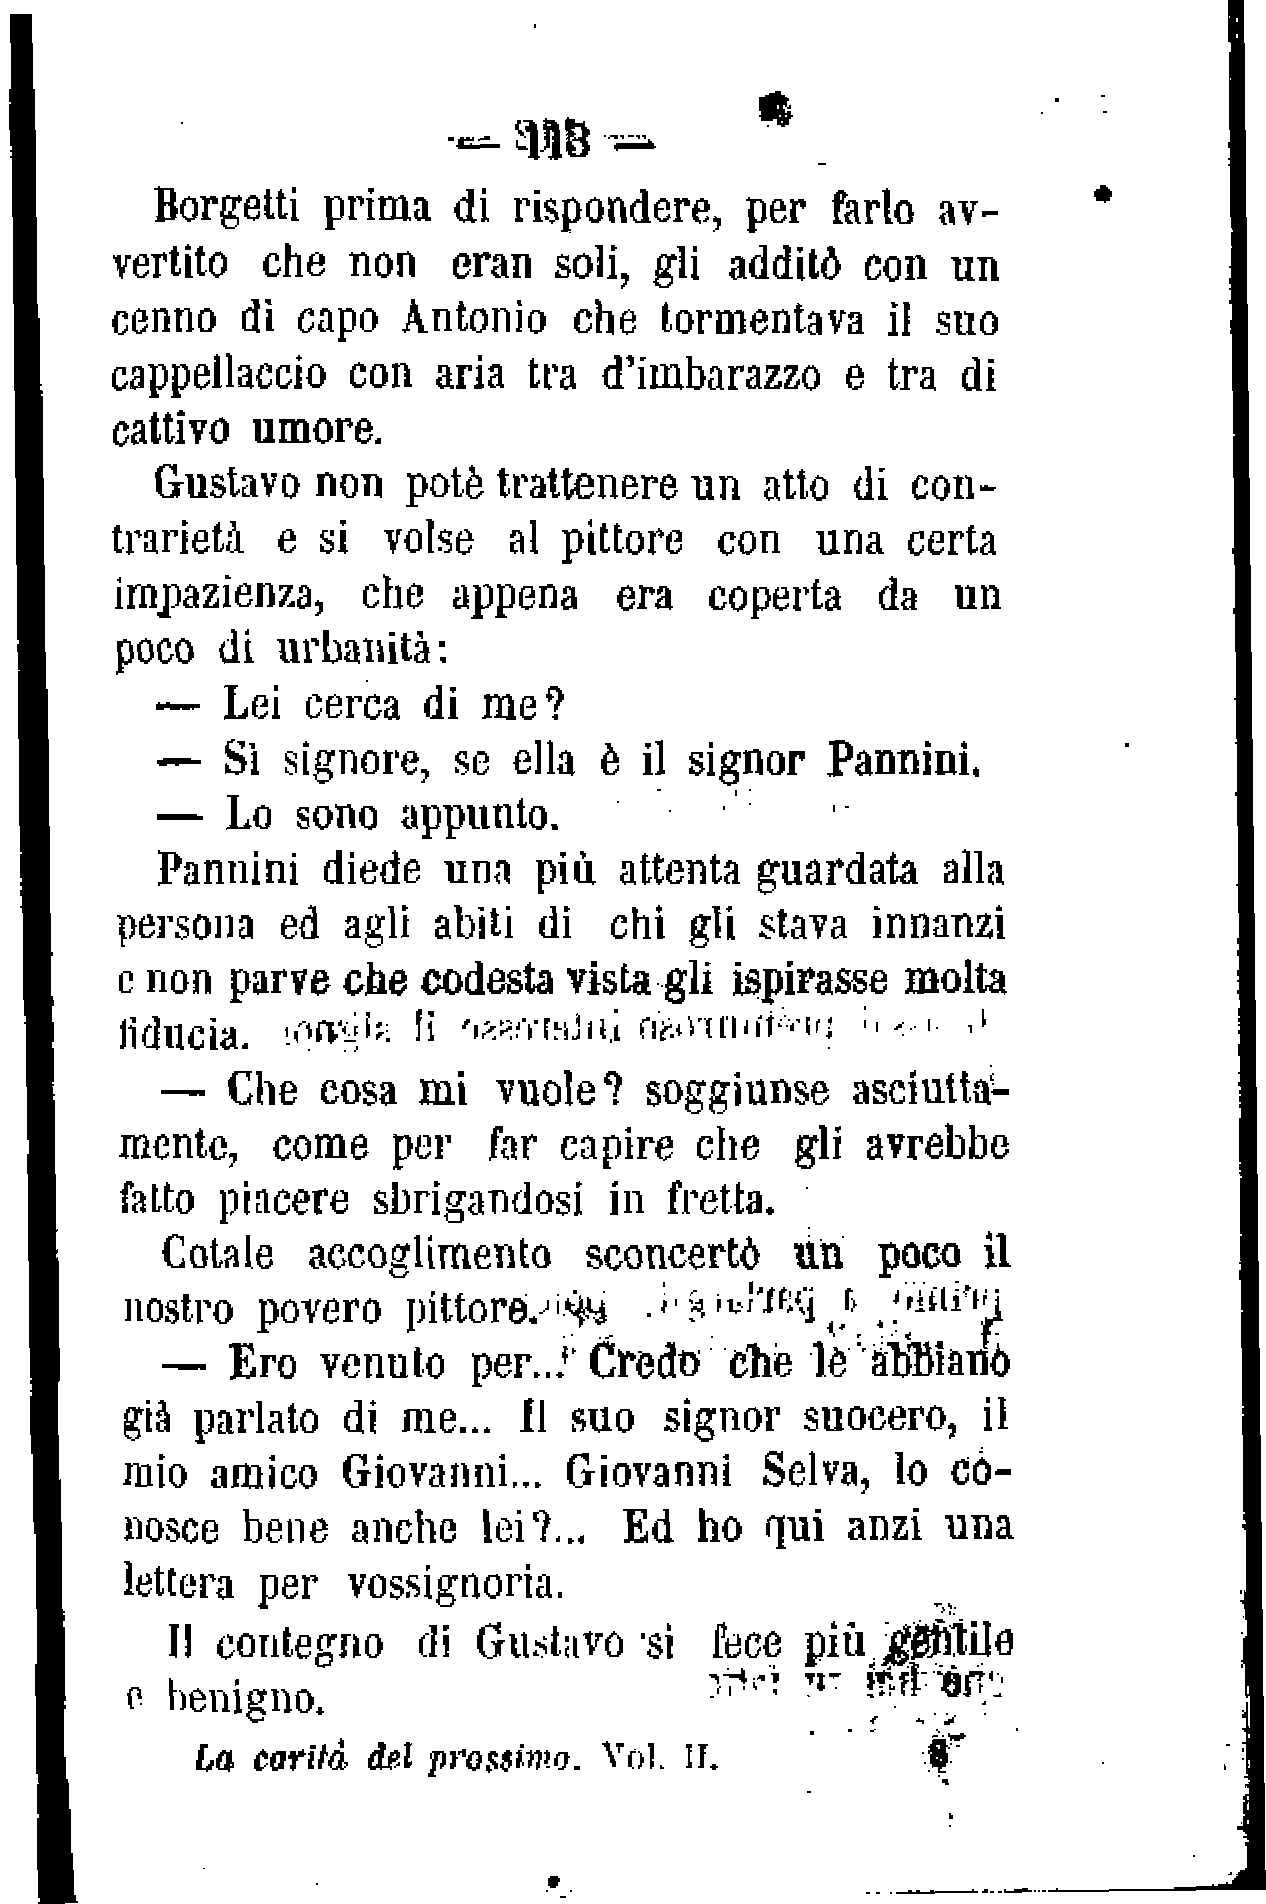 — 113 —
Borgetti prima di rispondere, per farlo av-
vertito che non eran soli, gli additò con un
cenno di capo Antonio che tormentava il suo
cappellaccio con aria tra d'imbarazzo e tra di
cattivo umore.
Gustavo non potè trattenere un atto di con-
trarietà e si volse al pittore con una certa
impazienza, che appena era coperta da un
poco di urbanità:
— Lei cerca di me?
— Sì signore, se ella è il signor Pannini.
— Lo sono appunto.
Pannini diede una più attenta guardata alla
persona ed agli abiti di chi gli stava innanzi
e non parve che codesta vista gli ispirasse molta
fiducia.
— Che cosa mi vuole? soggiunse asciutta-
mente, come per far capire che gli avrebbe
fatto piacere sbrigandosi in fretta.
Cotale accoglimento sconcertò un poco il
nostro povero pittore.
— Ero venuto per... Credo che le abbiano
già parlato di me... Il suo signor suocero, il
mio amico Giovanni... Giovanni Selva, lo co-
nosce bene anche lei?... Ed ho qui anzi una
lettera per vossignoria.
Il contegno di Gustavo si fece più gentile
e benigno.
La carità del prossimo. Vol. II. 8